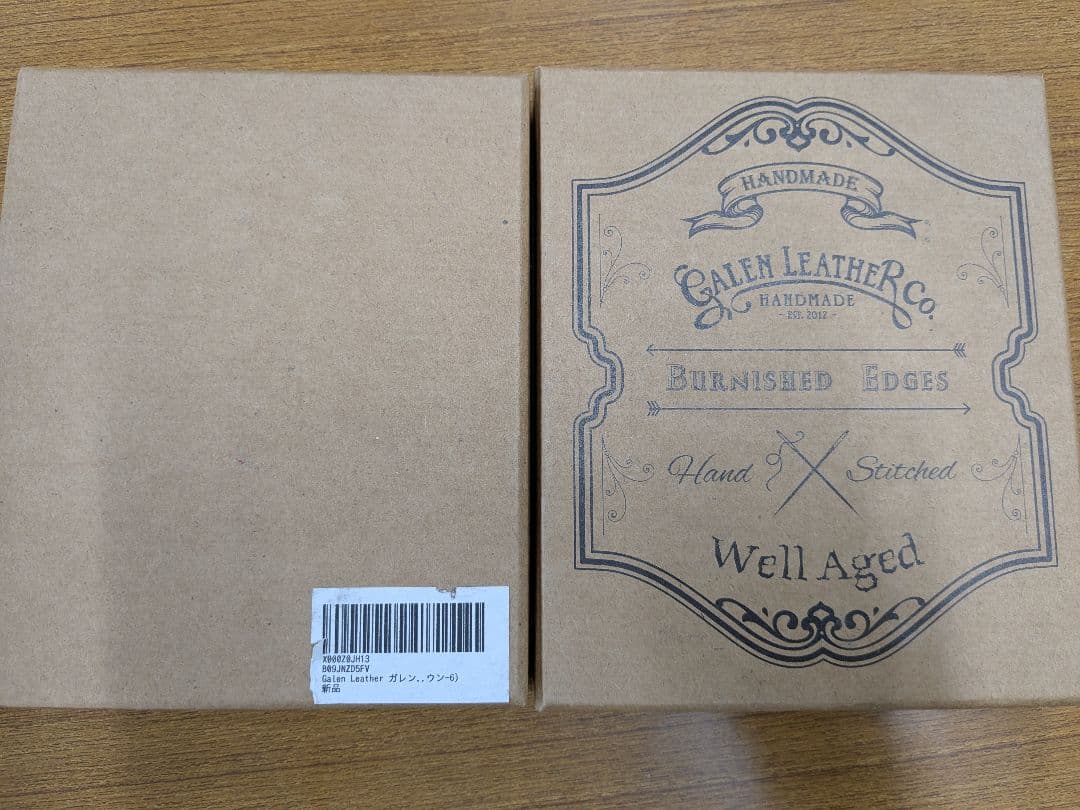 X000Z0JH13
B09JNZD5FV
Galen Leather ガレン..ウン-6)
新品
HANDMADE
GALEN LEATHER CO.
HANDMADE
- EST. 2012 -
BURNISHED EDGES
Hand Stitched
Well Aged